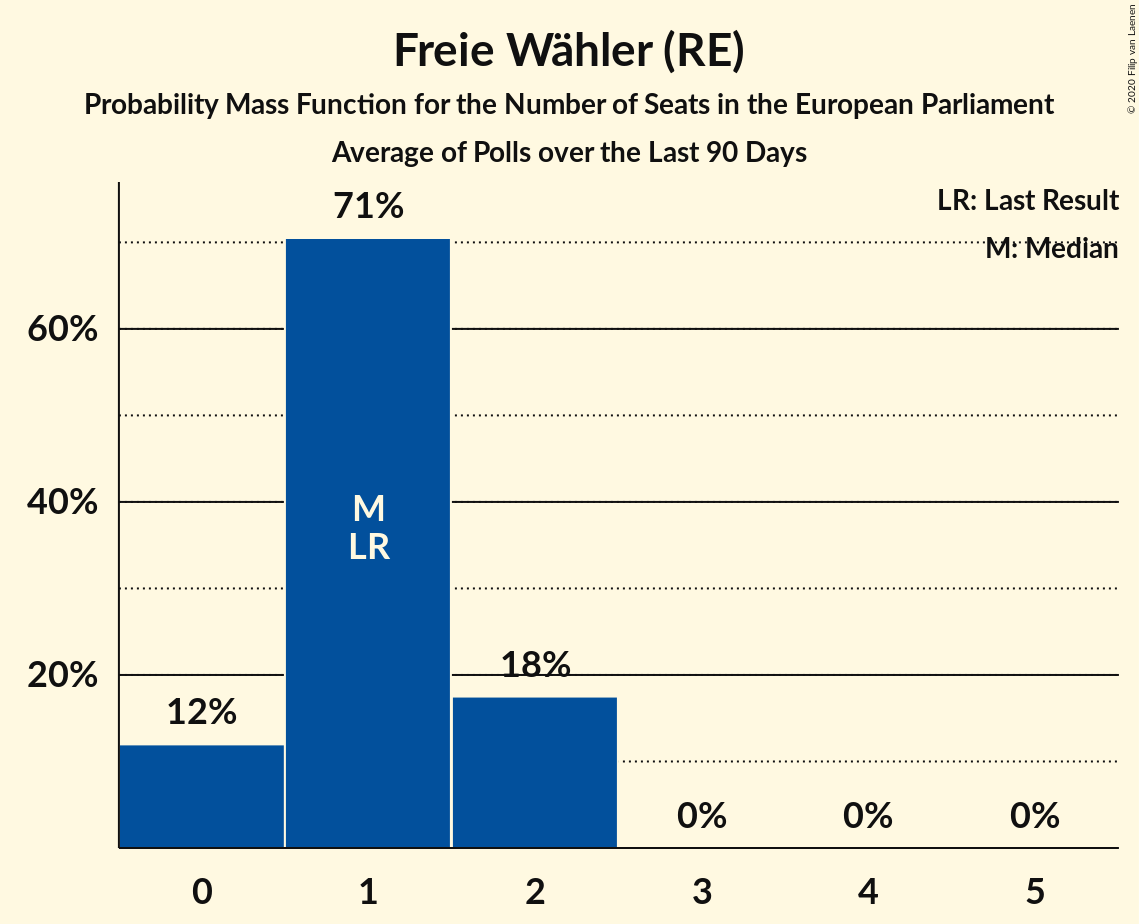 Freie Wähler (RE)
Probability Mass Function for the Number of Seats in the European Parliament
Average of Polls over the Last 90 Days
© 2020 Filip van Laenen
LR: Last Result
M: Median
71%
60%
40%
M
LR
20%
18%
12%
0%
0%
0%
0
1
2
3
4
5